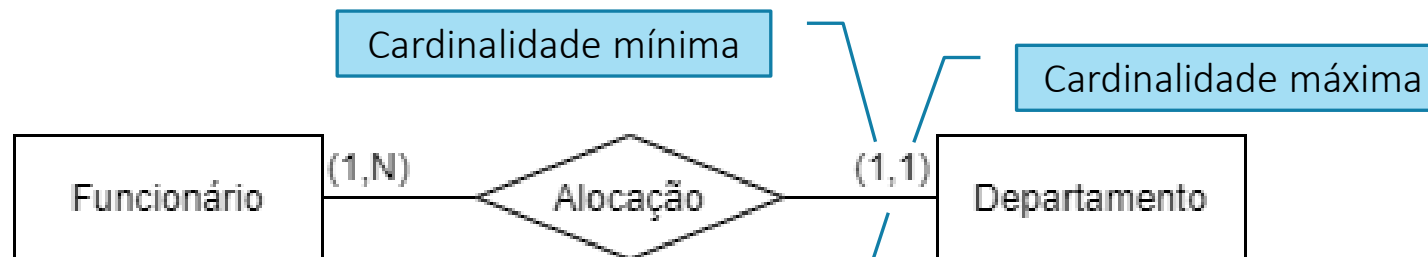 Cardinalidade mínima
Cardinalidade máxima
(1,N)
(1,1)
Funcionário
Alocação
Departamento